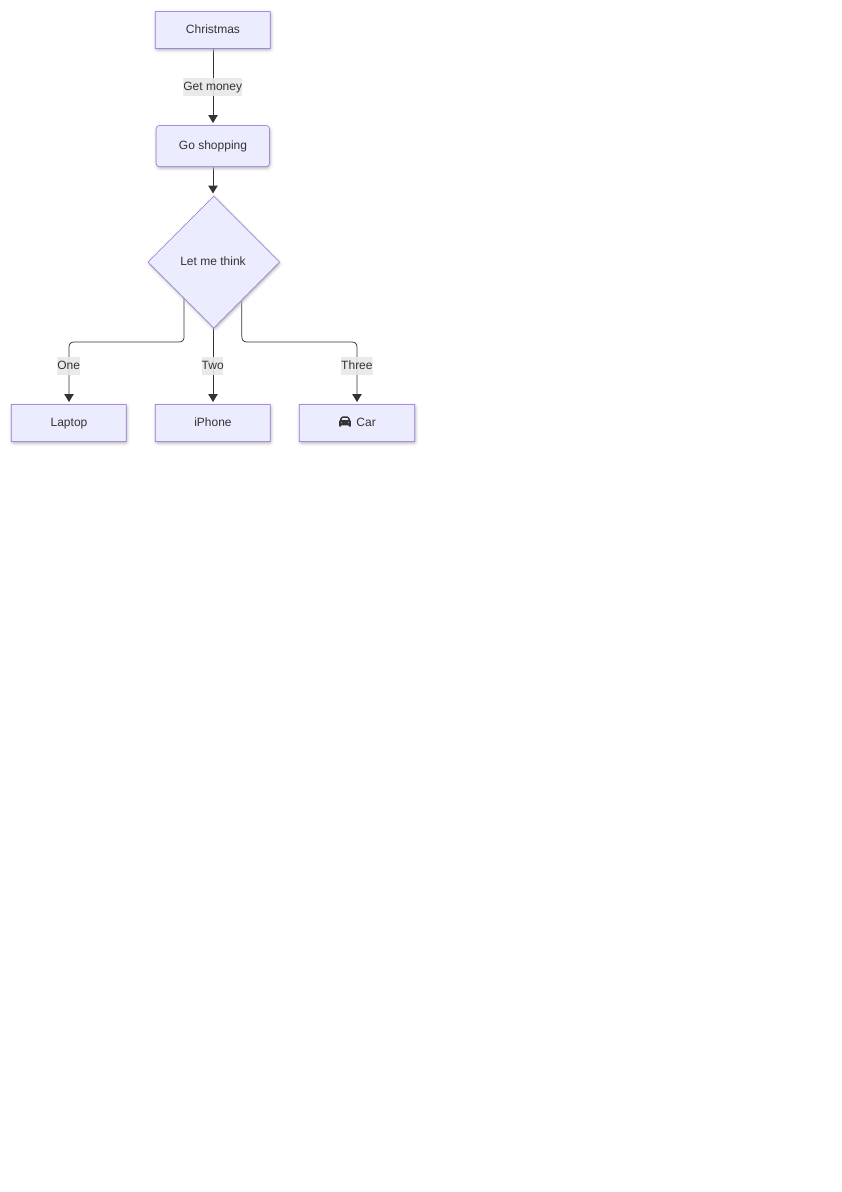 Christmas
Get money
Go shopping
Let me think
One
Two
Three
Laptop
iPhone
Car